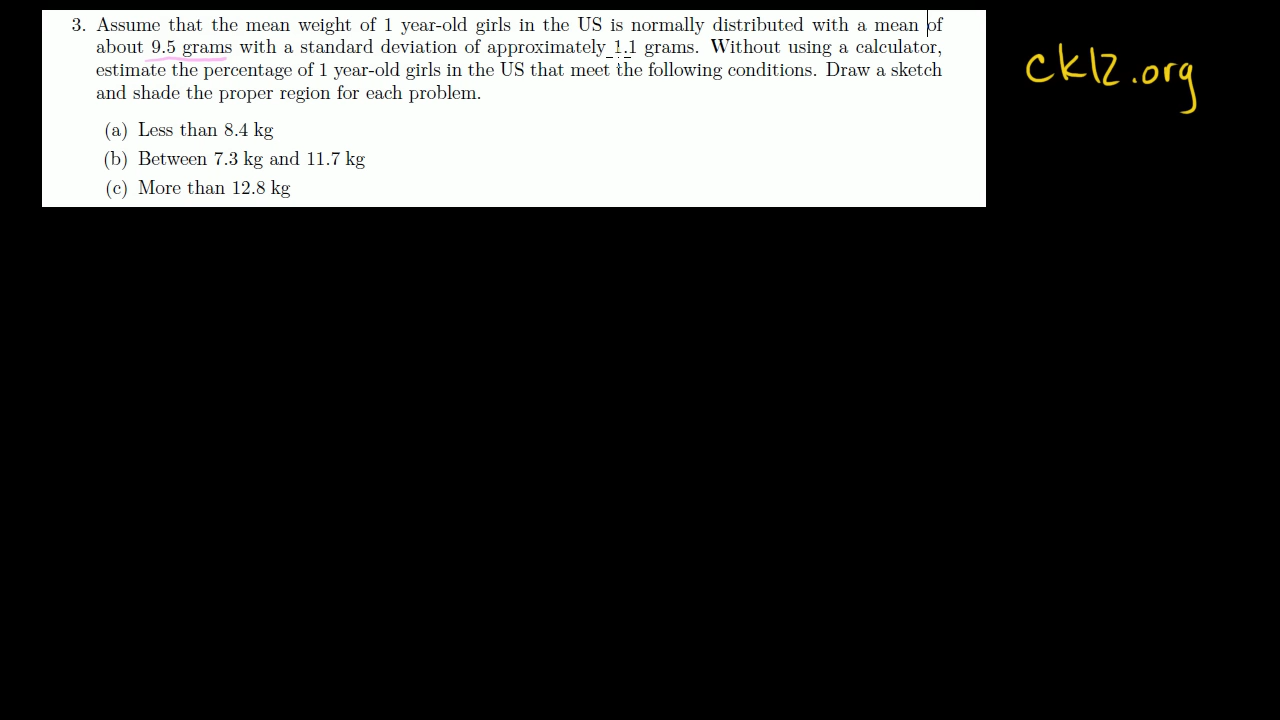 3. Assume that the mean weight of 1 year-old girls in the US is normally distributed with a mean of
about 9.5 grams with a standard deviation of approximately 1.1 grams. Without using a calculator,
estimate the percentage of 1 year-old girls in the US that meet the following conditions. Draw a sketch
and shade the proper region for each problem.
(a) Less than 8.4 kg
(b) Between 7.3 kg and 11.7 kg
(c) More than 12.8 kg
ck12.org